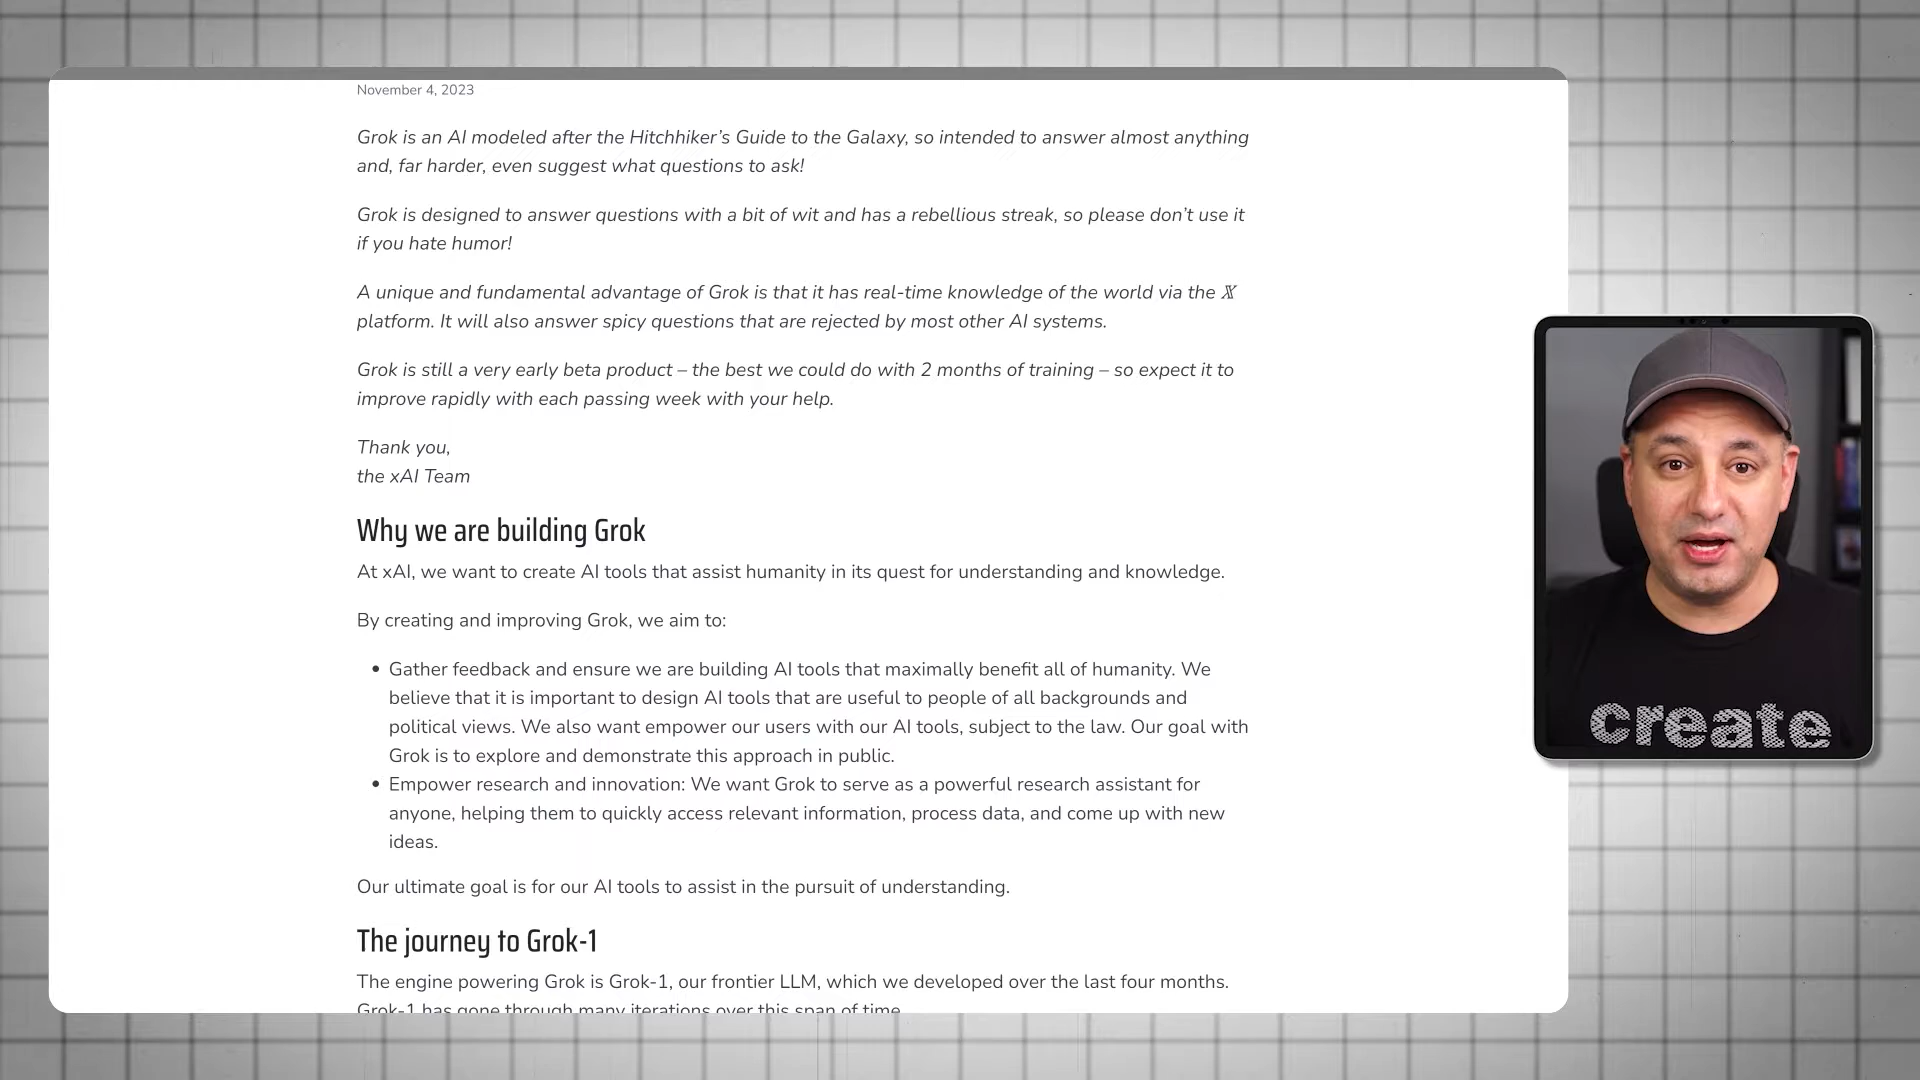 November 4, 2023
Grok is an AI modeled after the Hitchhiker’s Guide to the Galaxy, so intended to answer almost anything
and, far harder, even suggest what questions to ask!
Grok is designed to answer questions with a bit of wit and has a rebellious streak, so please don’t use it
if you hate humor!
A unique and fundamental advantage of Grok is that it has real-time knowledge of the world via the 𝕏
platform. It will also answer spicy questions that are rejected by most other AI systems.
Grok is still a very early beta product – the best we could do with 2 months of training – so expect it to
improve rapidly with each passing week with your help.
Thank you,
the xAI Team
Why we are building Grok
At xAI, we want to create AI tools that assist humanity in its quest for understanding and knowledge.
By creating and improving Grok, we aim to:
• Gather feedback and ensure we are building AI tools that maximally benefit all of humanity. We
believe that it is important to design AI tools that are useful to people of all backgrounds and
political views. We also want empower our users with our AI tools, subject to the law. Our goal with
Grok is to explore and demonstrate this approach in public.
• Empower research and innovation: We want Grok to serve as a powerful research assistant for
anyone, helping them to quickly access relevant information, process data, and come up with new
ideas.
Our ultimate goal is for our AI tools to assist in the pursuit of understanding.
The journey to Grok-1
The engine powering Grok is Grok-1, our frontier LLM, which we developed over the last four months.
Grok-1 has gone through many iterations over this span of time.
create